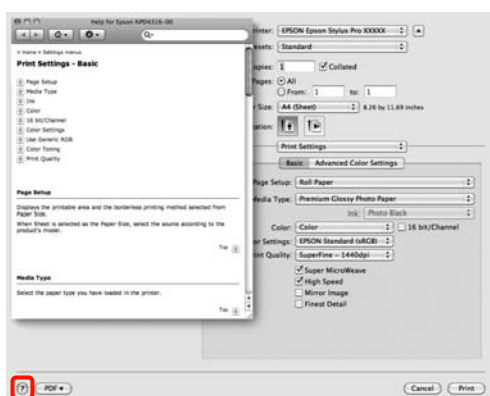 Help for Epson NPD4316-00
Q-
> Home > Settings menus
Print Settings - Basic
Page Setup
Media Type
Ink
Color
16 bit/Channel
Color Settings
Use Generic RGB
Color Toning
Print Quality
Page Setup
Displays the printable area and the borderless printing method selected from
Paper Size.
When Sheet is selected as the Paper Size, select the source according to the
product's model.
Top
Media Type
Select the paper type you have loaded in the printer.
Top
rinter: EPSON Epson Stylus Pro XXXXX
esets: Standard
opies: 1 Collated
Pages: All
From: 1 to: 1
r Size: A4 (Sheet) 8.26 by 11.69 inches
tation:
Print Settings
Basic Advanced Color Settings
Page Setup: Roll Paper
Media Type: Premium Glossy Photo Paper
Ink: Photo Black
Color: Color 16 bit/Channel
or Settings: EPSON Standard (sRGB)
rint Quality: SuperFine - 1440dpi
Super MicroWeave
High Speed
Mirror Image
Finest Detail
? PDF Cancel Print